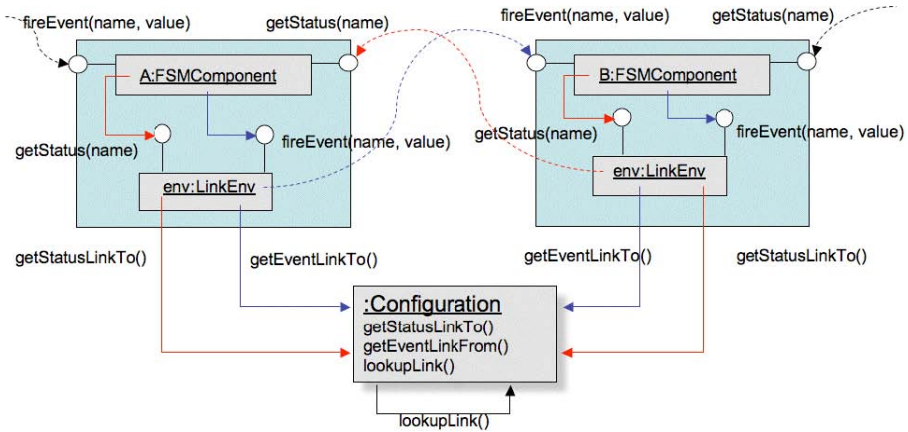 fireEvent(name, value)
getStatus(name)
fireEvent(name, value)
getStatus(name)
A:FSMComponent
B:FSMComponent
getStatus(name)
fireEvent(name, value)
getStatus(name)
fireEvent(name, value)
env:LinkEnv
env:LinkEnv
getStatusLinkTo()
getEventLinkTo()
getEventLinkTo()
getStatusLinkTo()
:Configuration
getStatusLinkTo()
getEventLinkFrom()
lookupLink()
lookupLink()